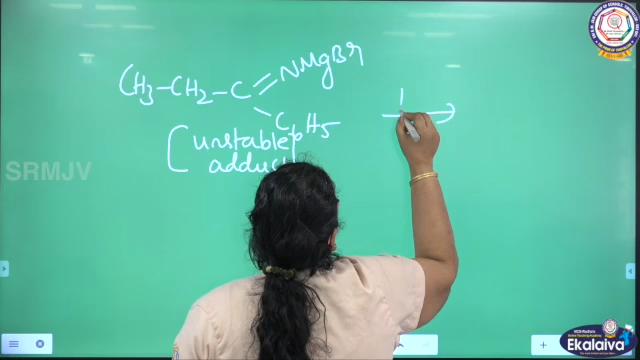 CH3-CH2-C=NMgBr
C6H5
[unstable
adduct
SRMJV
Ekalaiva